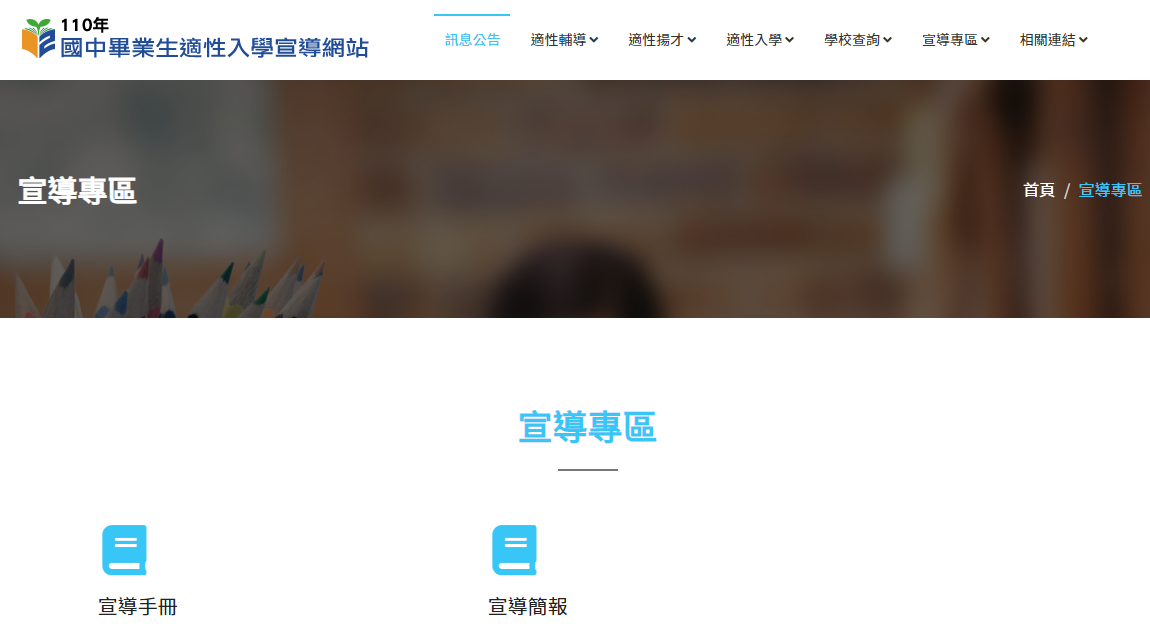 110年
國中畢業生適性入學宣導網站
訊息公告 適性輔導 適性揚才 適性入學 學校查詢 宣導專區 相關連結
宣導專區
首頁 / 宣導專區
宣導專區
宣導手冊
宣導簡報